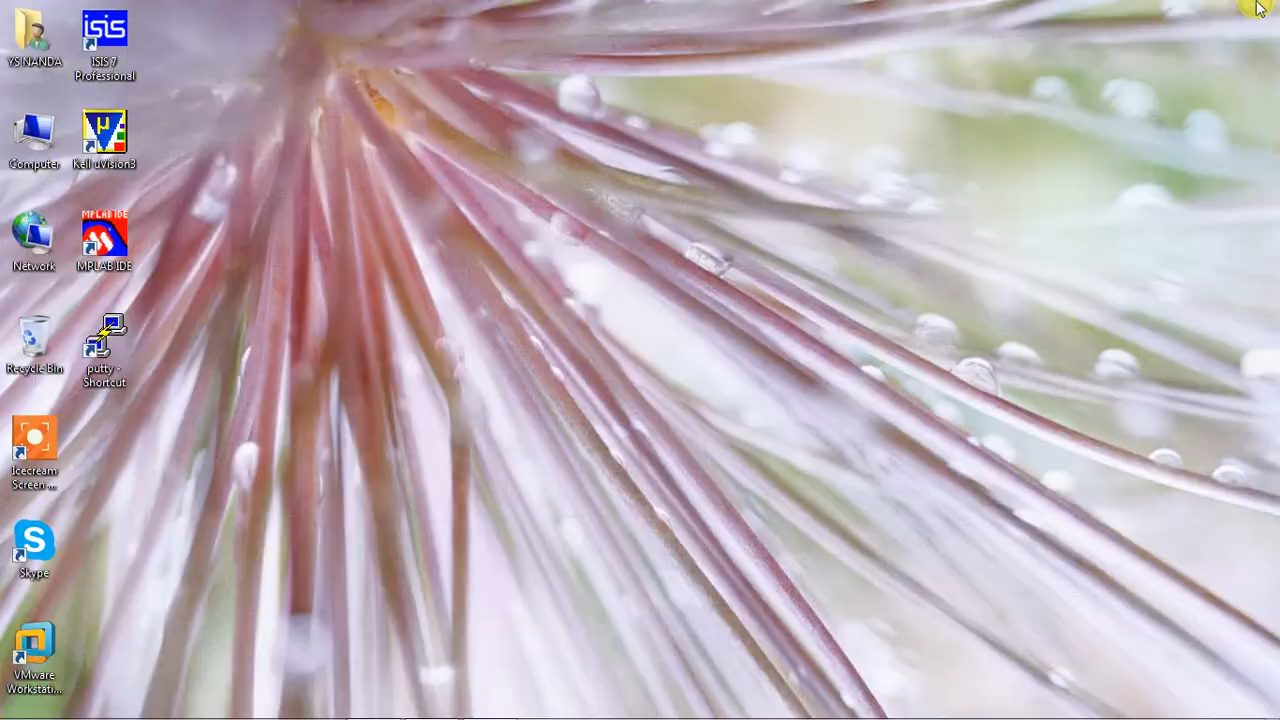 YS NANDA
Computer
Network
Recycle Bin
Icecream
Screen ...
S
Skype
VMware
Workstati...
isis
ISIS 7
Professional
μ
Keil uVision3
MPLAB IDE
MPLAB IDE
putty -
Shortcut